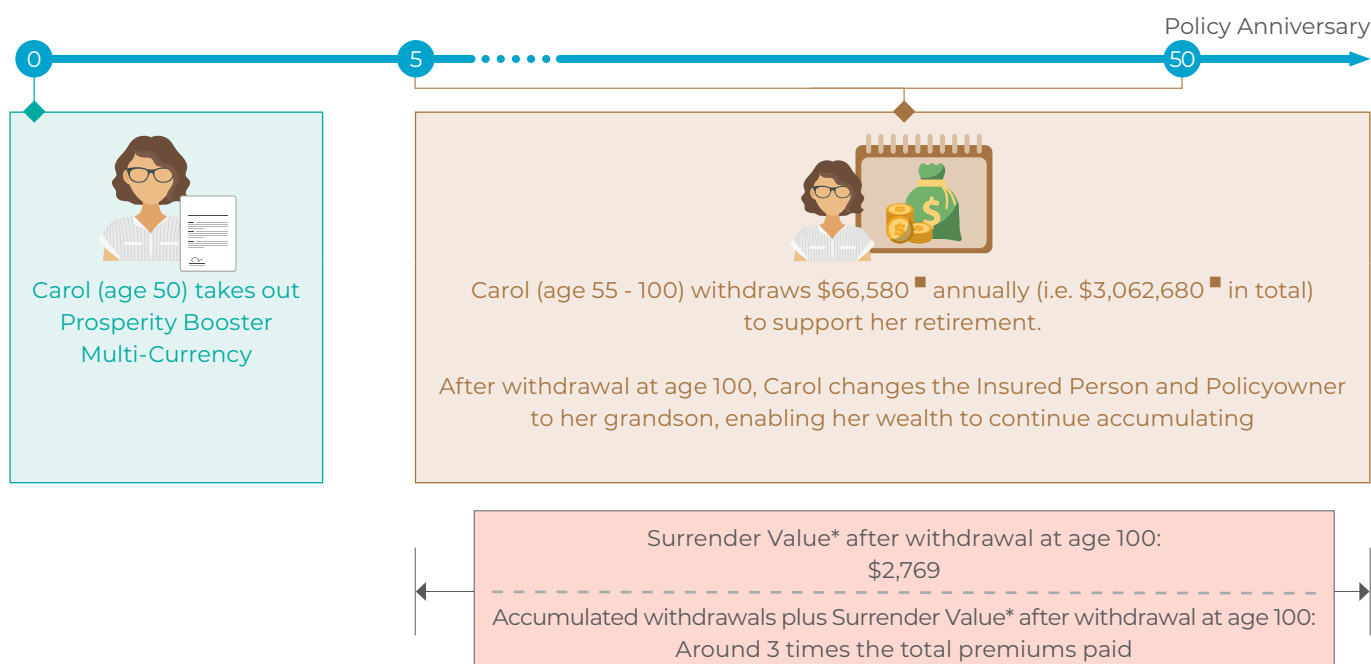 Policy Anniversary
0
5
50
Carol (age 50) takes out
Prosperity Booster
Multi-Currency
$
$
Carol (age 55 - 100) withdraws $66,580■ annually (i.e. $3,062,680■ in total)
to support her retirement.
After withdrawal at age 100, Carol changes the Insured Person and Policyowner
to her grandson, enabling her wealth to continue accumulating
Surrender Value* after withdrawal at age 100:
$2,769
Accumulated withdrawals plus Surrender Value* after withdrawal at age 100:
Around 3 times the total premiums paid